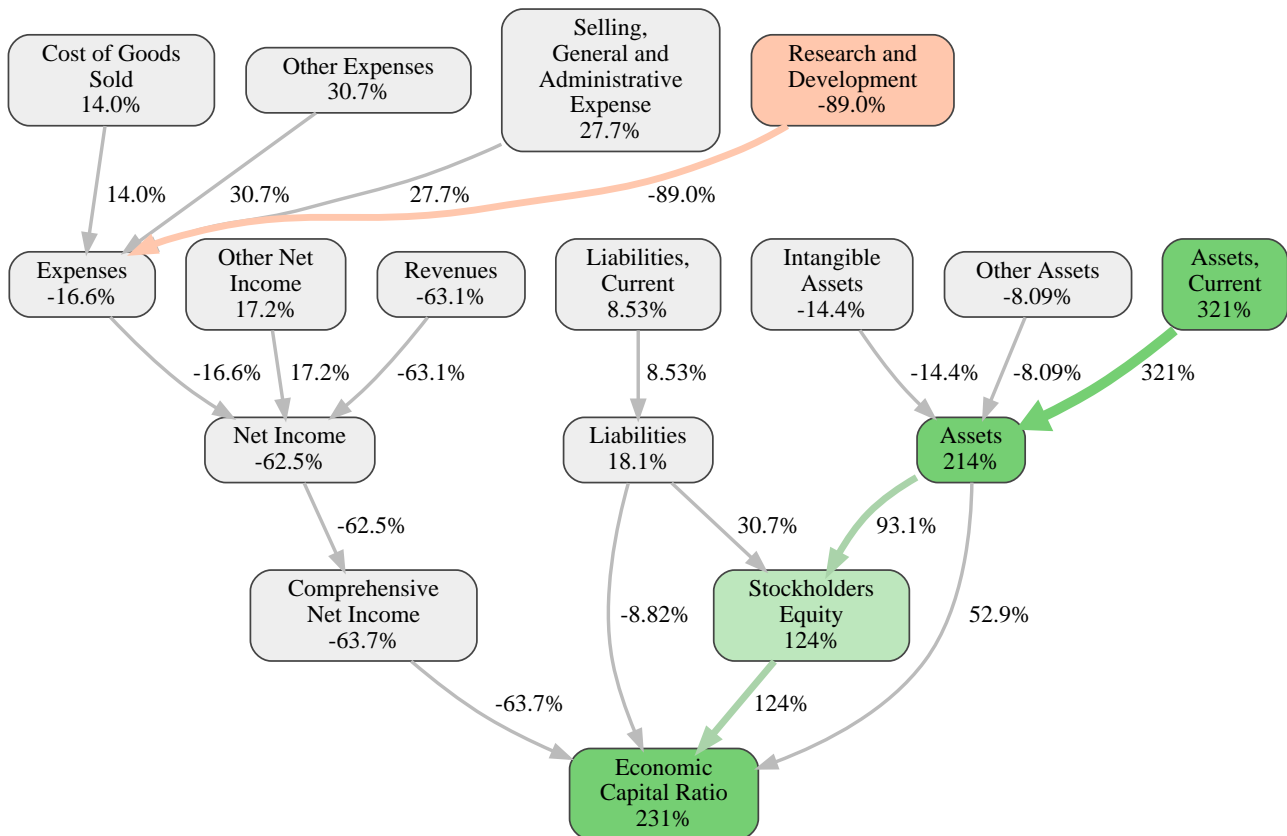 Cost of Goods
Sold
14.0%
Other Expenses
30.7%
Selling,
General and
Administrative
Expense
27.7%
Research and
Development
-89.0%
14.0%
30.7%
27.7%
-89.0%
Expenses
-16.6%
Other Net
Income
17.2%
Revenues
-63.1%
Liabilities,
Current
8.53%
Intangible
Assets
-14.4%
Other Assets
-8.09%
Assets,
Current
321%
-16.6%
17.2%
-63.1%
8.53%
-14.4%
-8.09%
321%
Net Income
-62.5%
Liabilities
18.1%
Assets
214%
-62.5%
30.7%
93.1%
Comprehensive
Net Income
-63.7%
-8.82%
Stockholders
Equity
124%
52.9%
-63.7%
124%
Economic
Capital Ratio
231%